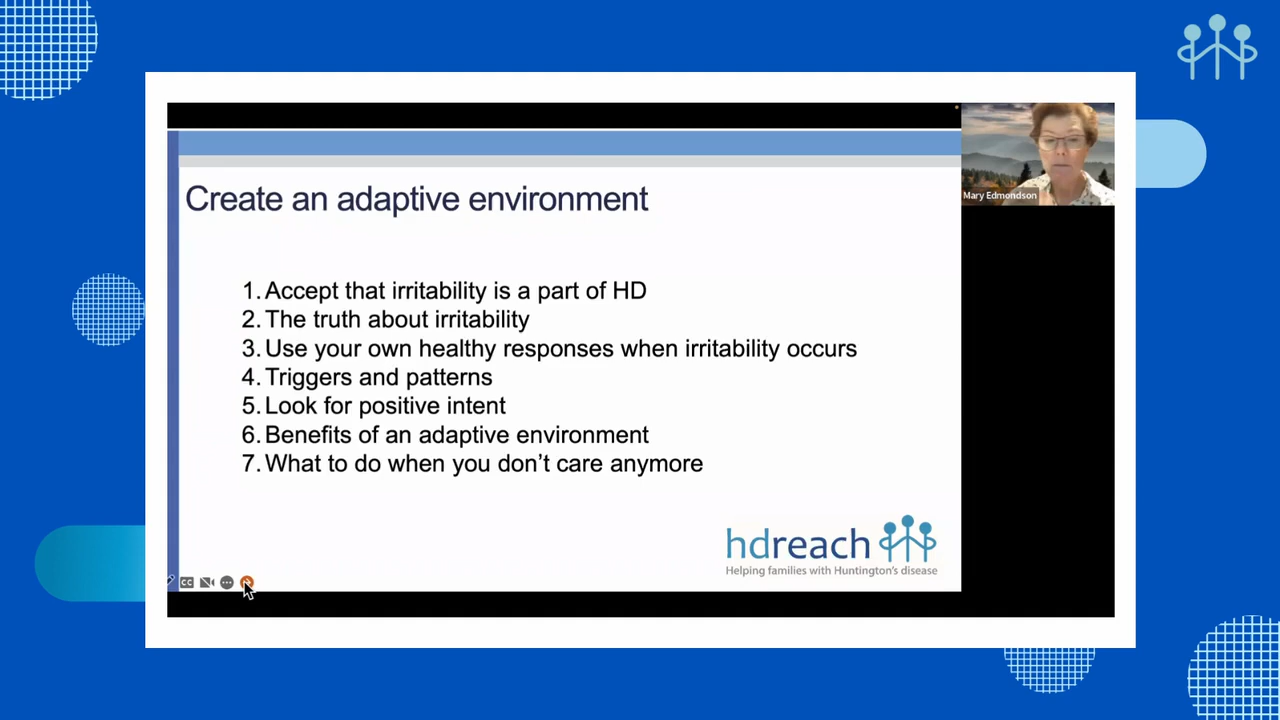 Create an adaptive environment
1. Accept that irritability is a part of HD
2. The truth about irritability
3. Use your own healthy responses when irritability occurs
4. Triggers and patterns
5. Look for positive intent
6. Benefits of an adaptive environment
7. What to do when you don’t care anymore
hdreach
Helping families with Huntington's disease
CC
Mary Edmondson